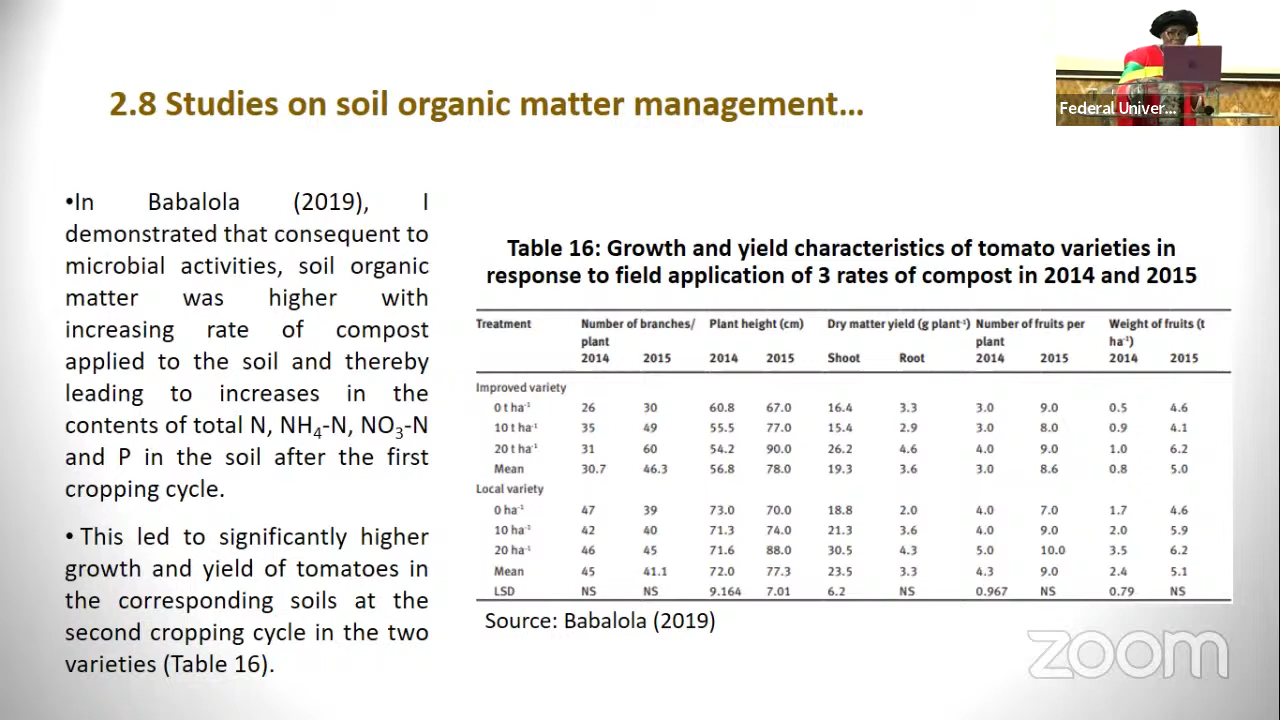 Federal Univer...
2.8 Studies on soil organic matter management...
•In Babalola (2019), I
demonstrated that consequent to
microbial activities, soil organic
matter was higher with
increasing rate of compost
applied to the soil and thereby
leading to increases in the
contents of total N, NH₄-N, NO₃-N
and P in the soil after the first
cropping cycle.
• This led to significantly higher
growth and yield of tomatoes in
the corresponding soils at the
second cropping cycle in the two
varieties (Table 16).
Table 16: Growth and yield characteristics of tomato varieties in
response to field application of 3 rates of compost in 2014 and 2015
Treatment Number of branches/ Plant height (cm) Dry matter yield (g plant⁻¹) Number of fruits per Weight of fruits (t
plant plant ha⁻¹)
2014 2015 2014 2015 Shoot Root 2014 2015 2014 2015
Improved variety
0 t ha⁻¹ 26 30 60.8 67.0 16.4 3.3 3.0 9.0 0.5 4.6
10 t ha⁻¹ 35 49 55.5 77.0 15.4 2.9 3.0 8.0 0.9 4.1
20 t ha⁻¹ 31 60 54.2 90.0 26.2 4.6 4.0 9.0 1.0 6.2
Mean 30.7 46.3 56.8 78.0 19.3 3.6 3.0 8.6 0.8 5.0
Local variety
0 ha⁻¹ 47 39 73.0 70.0 18.8 2.0 4.0 7.0 1.7 4.6
10 ha⁻¹ 42 40 71.3 74.0 21.3 3.6 4.0 9.0 2.0 5.9
20 ha⁻¹ 46 45 71.6 88.0 30.5 4.3 5.0 10.0 3.5 6.2
Mean 45 41.1 72.0 77.3 23.5 3.3 4.3 9.0 2.4 5.1
LSD NS NS 9.164 7.01 6.2 NS 0.967 NS 0.79 NS
Source: Babalola (2019)
zoom